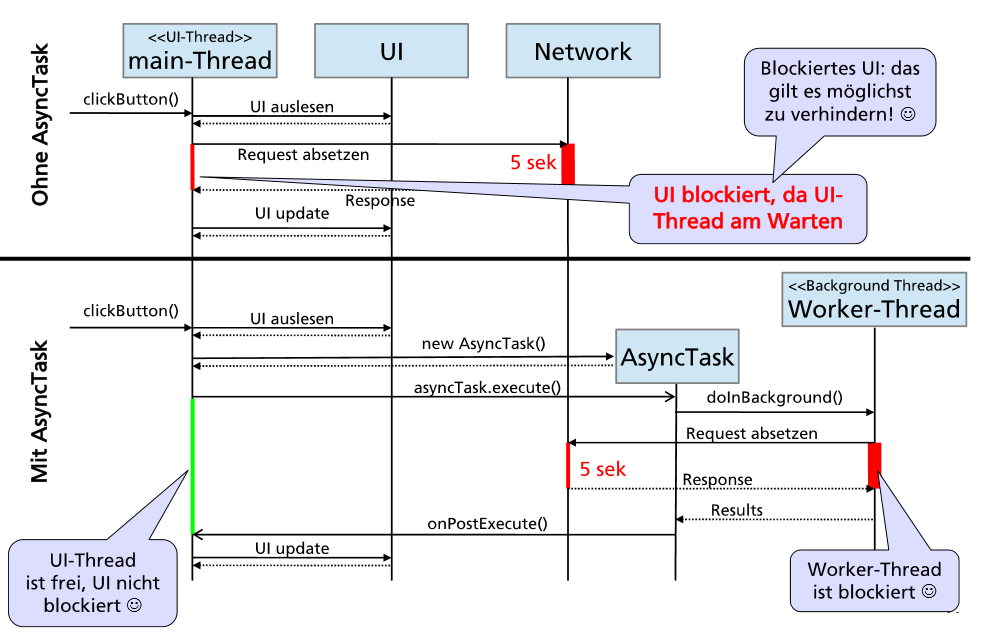 <<UI-Thread>>
main-Thread
UI
Network
Ohne AsyncTask
clickButton()
UI auslesen
Request absetzen
5 sek
Response
UI update
Blockiertes UI: das
gilt es möglichst
zu verhindern! ☺
UI blockiert, da UI-
Thread am Warten
<<Background Thread>>
Worker-Thread
Mit AsyncTask
clickButton()
UI auslesen
new AsyncTask()
AsyncTask
asyncTask.execute()
doInBackground()
Request absetzen
5 sek
Response
Results
onPostExecute()
UI update
UI-Thread
ist frei, UI nicht
blockiert ☺
Worker-Thread
ist blockiert ☺